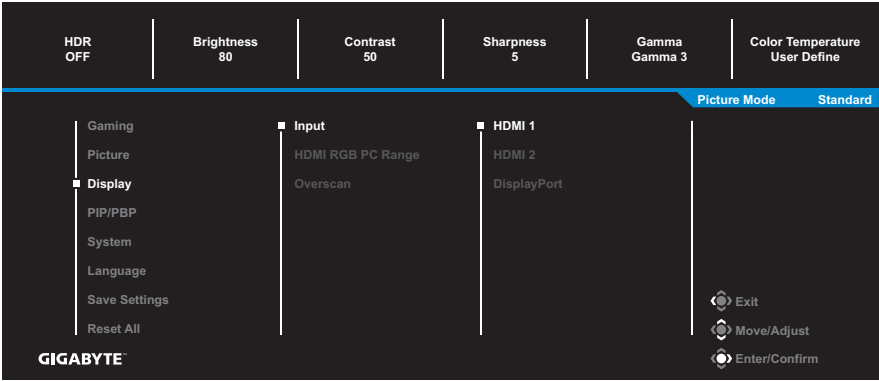 HDR Brightness Contrast Sharpness Gamma Color Temperature
OFF 80 50 5 Gamma 3 User Define
Picture Mode Standard
Gaming Input HDMI 1
Picture HDMI RGB PC Range HDMI 2
Display Overscan DisplayPort
PIP/PBP
System
Language
Save Settings
Reset All
Exit
Move/Adjust
Enter/Confirm
GIGABYTE™